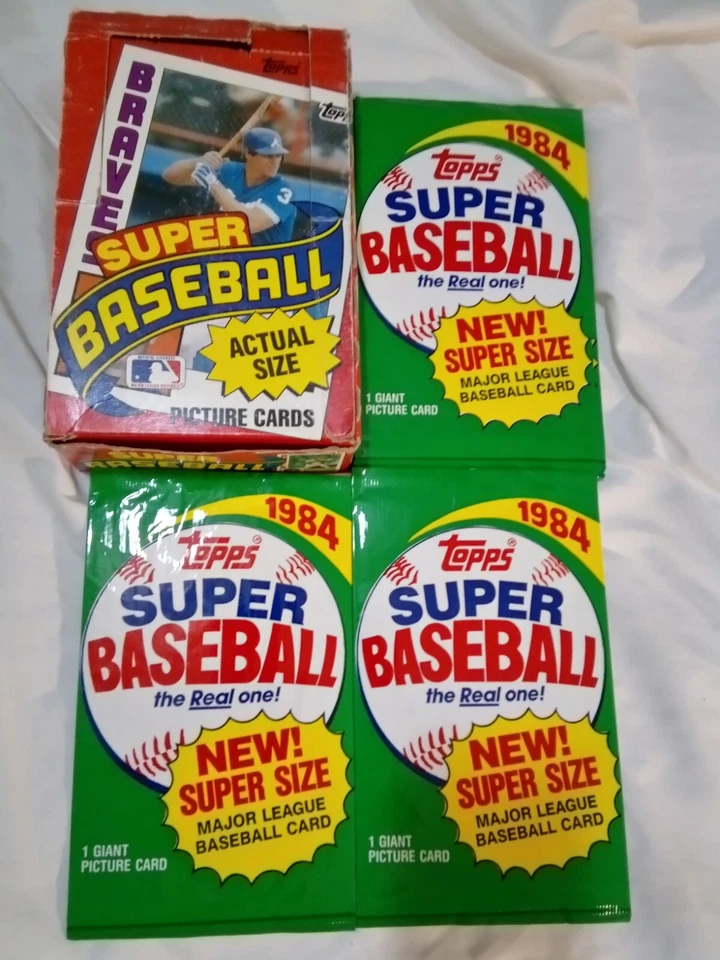 BRAVES
TOPPS
TOPPS
3
SUPER
BASEBALL
ACTUAL
SIZE
PICTURE CARDS
SUPER
BASEBALL
1984
TOPPS®
SUPER
BASEBALL
the Real one!
NEW!
SUPER SIZE
MAJOR LEAGUE
BASEBALL CARD
1 GIANT
PICTURE CARD
1984
TOPPS®
SUPER
BASEBALL
the Real one!
NEW!
SUPER SIZE
MAJOR LEAGUE
BASEBALL CARD
1 GIANT
PICTURE CARD
1984
TOPPS®
SUPER
BASEBALL
the Real one!
NEW!
SUPER SIZE
MAJOR LEAGUE
BASEBALL CARD
1 GIANT
PICTURE CARD